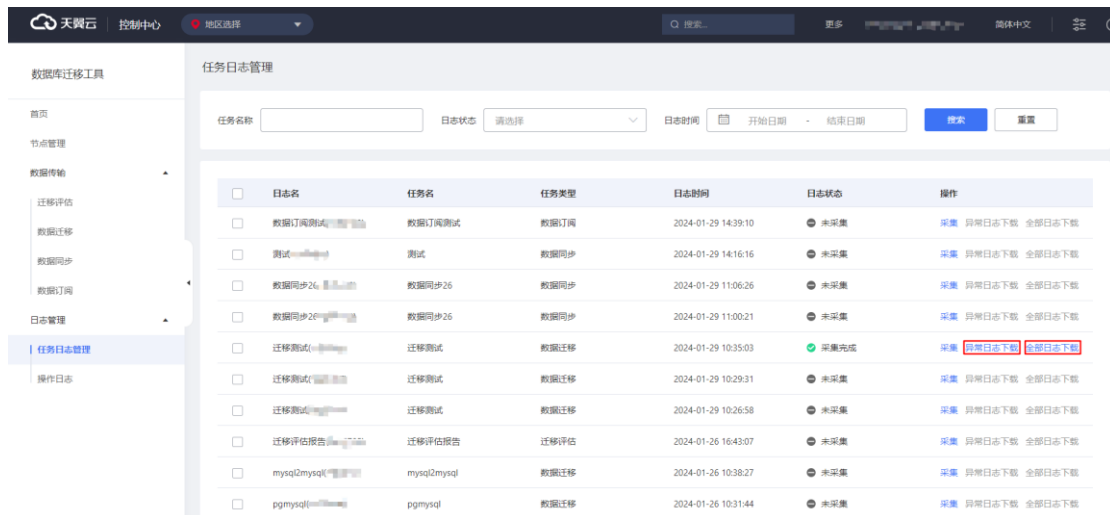 天翼云 控制中心 地区选择 搜索... 更多 简体中文
数据库迁移工具
首页
节点管理
数据传输
迁移评估
数据迁移
数据同步
数据订阅
日志管理
任务日志管理
操作日志
任务日志管理
任务名称 日志状态 请选择 日志时间 开始日期 - 结束日期 搜索 重置
日志名 任务名 任务类型 日志时间 日志状态 操作
数据订阅测试 数据订阅测试 数据订阅 2024-01-29 14:39:10 未采集 采集 异常日志下载 全部日志下载
测试 测试 数据同步 2024-01-29 14:16:16 未采集 采集 异常日志下载 全部日志下载
数据同步26 数据同步26 数据同步 2024-01-29 11:06:26 未采集 采集 异常日志下载 全部日志下载
数据同步26 数据同步26 数据同步 2024-01-29 11:00:21 未采集 采集 异常日志下载 全部日志下载
迁移测试( 迁移测试 数据迁移 2024-01-29 10:35:03 采集完成 采集 异常日志下载 全部日志下载
迁移测试( 迁移测试 数据迁移 2024-01-29 10:29:31 未采集 采集 异常日志下载 全部日志下载
迁移测试 迁移测试 数据迁移 2024-01-29 10:26:58 未采集 采集 异常日志下载 全部日志下载
迁移评估报告 迁移评估报告 迁移评估 2024-01-26 16:43:07 未采集 采集 异常日志下载 全部日志下载
mysql2mysql( mysql2mysql 数据迁移 2024-01-26 10:38:27 未采集 采集 异常日志下载 全部日志下载
pgmysql( pgmysql 数据迁移 2024-01-26 10:31:44 未采集 采集 异常日志下载 全部日志下载